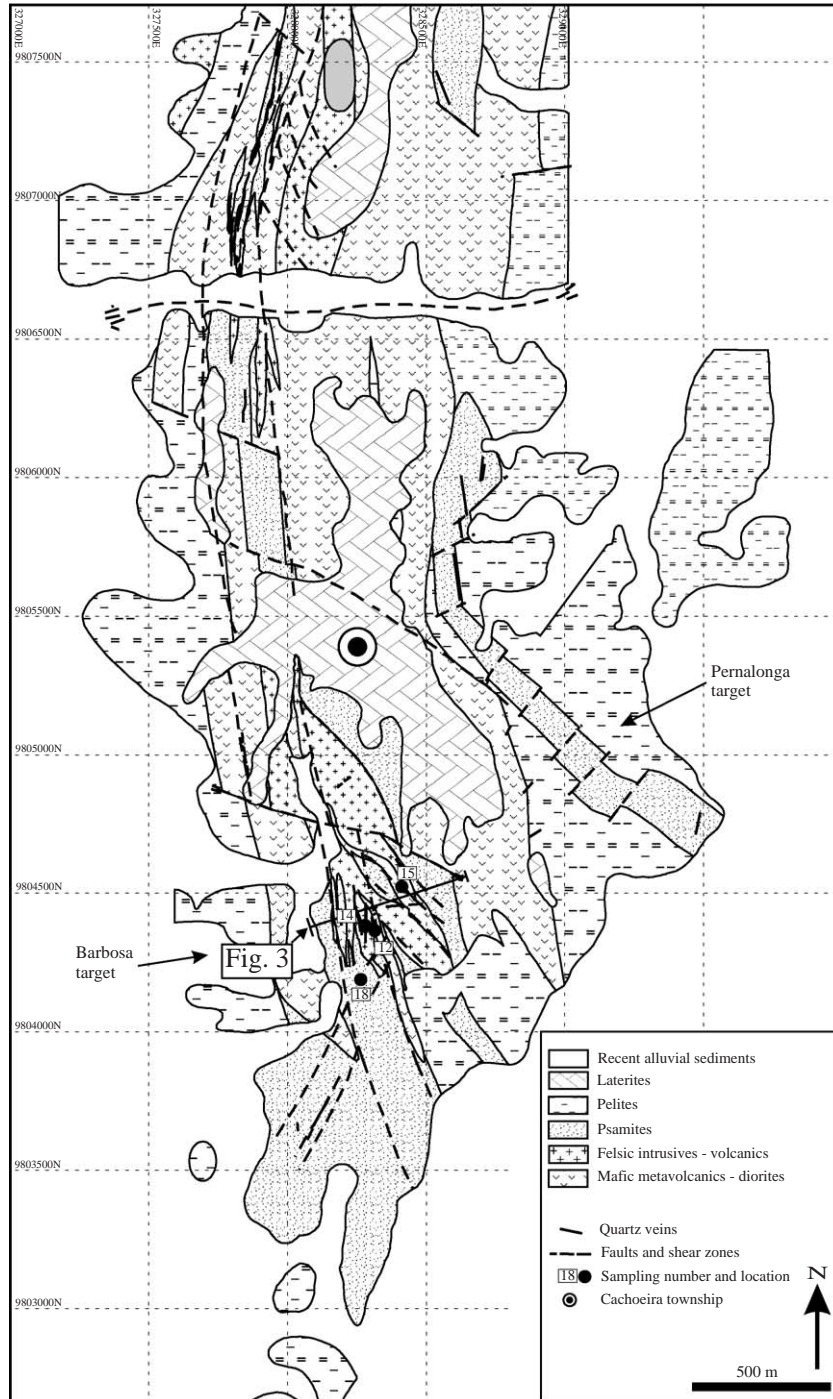 327000E
327500E
328500E
9807500N
9807000N
9806500N
9806000N
9805500N
Pernalonga
target
9805000N
15
9804500N
14
Barbosa
target
Fig. 3
12
18
9804000N
Recent alluvial sediments
Laterites
Pelites
Psamites
Felsic intrusives - volcanics
Mafic metavolcanics - diorites
9803500N
Quartz veins
Faults and shear zones
18 Sampling number and location
Cachoeira township
N
9803000N
500 m